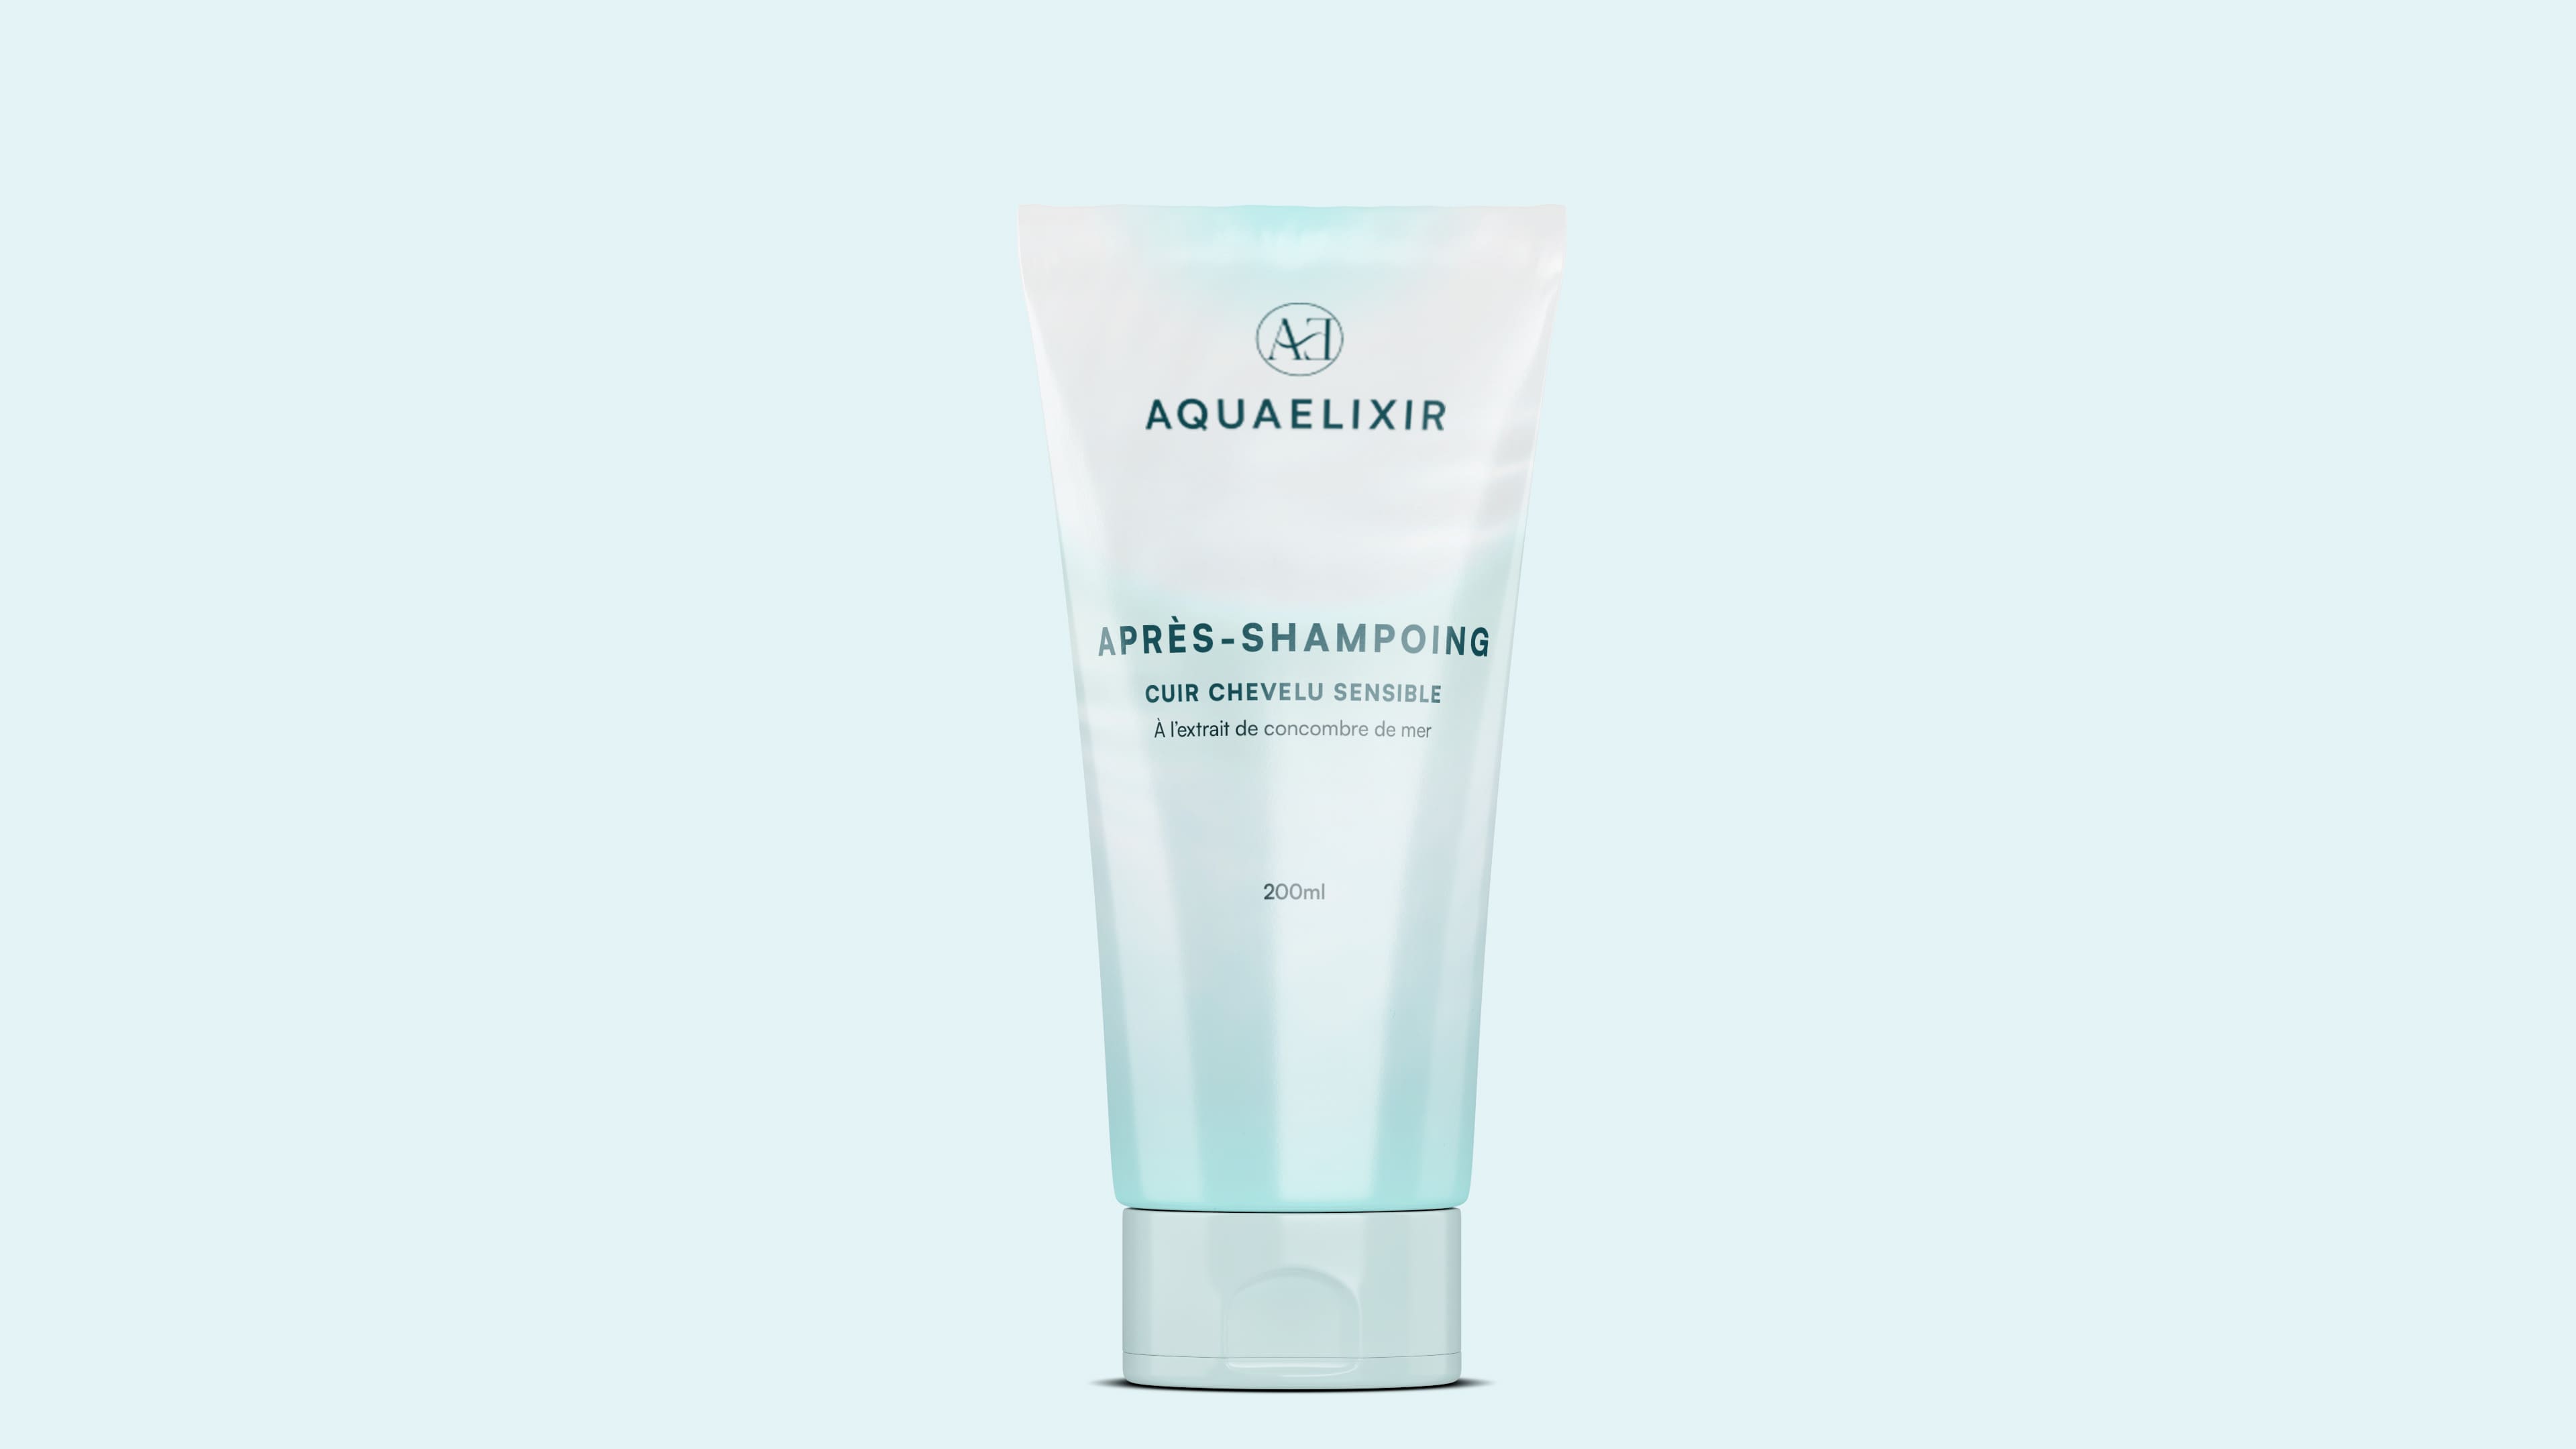 AE
AQUAELIXIR
APRÈS-SHAMPOING
CUIR CHEVELU SENSIBLE
À l'extrait de concombre de mer
200ml